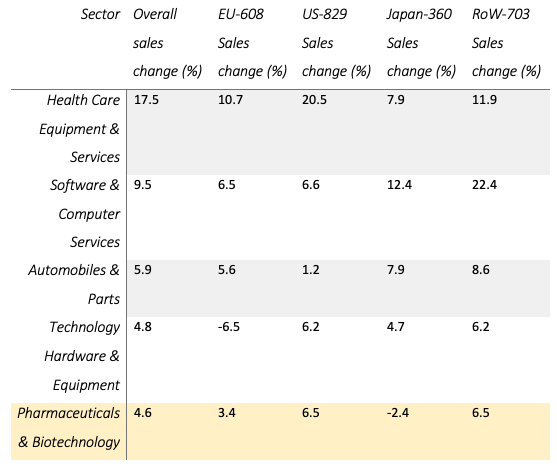 Sector Overall EU-608 US-829 Japan-360 RoW-703
sales Sales Sales Sales Sales
change (%) change (%) change (%) change (%) change (%)
Health Care 17.5 10.7 20.5 7.9 11.9
Equipment &
Services
Software & 9.5 6.5 6.6 12.4 22.4
Computer
Services
Automobiles & 5.9 5.6 1.2 7.9 8.6
Parts
Technology 4.8 -6.5 6.2 4.7 6.2
Hardware &
Equipment
Pharmaceuticals 4.6 3.4 6.5 -2.4 6.5
& Biotechnology